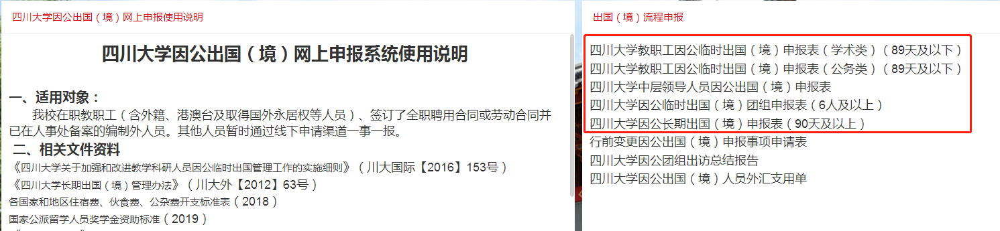 四川大学因公出国（境）网上申报使用说明
四川大学因公出国（境）网上申报系统使用说明
一、适用对象：
我校在职教职工（含外籍、港澳台及取得国外永居权等人员）、签订了全职聘用合同或劳动合同并
已在人事处备案的编制外人员。其他人员暂时通过线下申请渠道一事一报。
二、相关文件资料
《四川大学关于加强和改进教学科研人员因公临时出国管理工作的实施细则》（川大国际【2016】153号）
《四川大学长期出国（境）管理办法》（川大外【2012】63号）
各国家和地区住宿费、伙食费、公杂费开支标准表（2018）
国家公派留学人员奖学金资助标准（2019）
出国（境）流程申报
四川大学教职工因公临时出国（境）申报表（学术类）（89天及以下）
四川大学教职工因公临时出国（境）申报表（公务类）（89天及以下）
四川大学中层领导人员因公出国（境）申报表
四川大学因公临时出国（境）团组申报表（6人及以上）
四川大学因公长期出国（境）申报表（90天及以上）
行前变更因公出国（境）申报事项申请表
四川大学因公团组出访总结报告
四川大学因公出国（境）人员外汇支用单